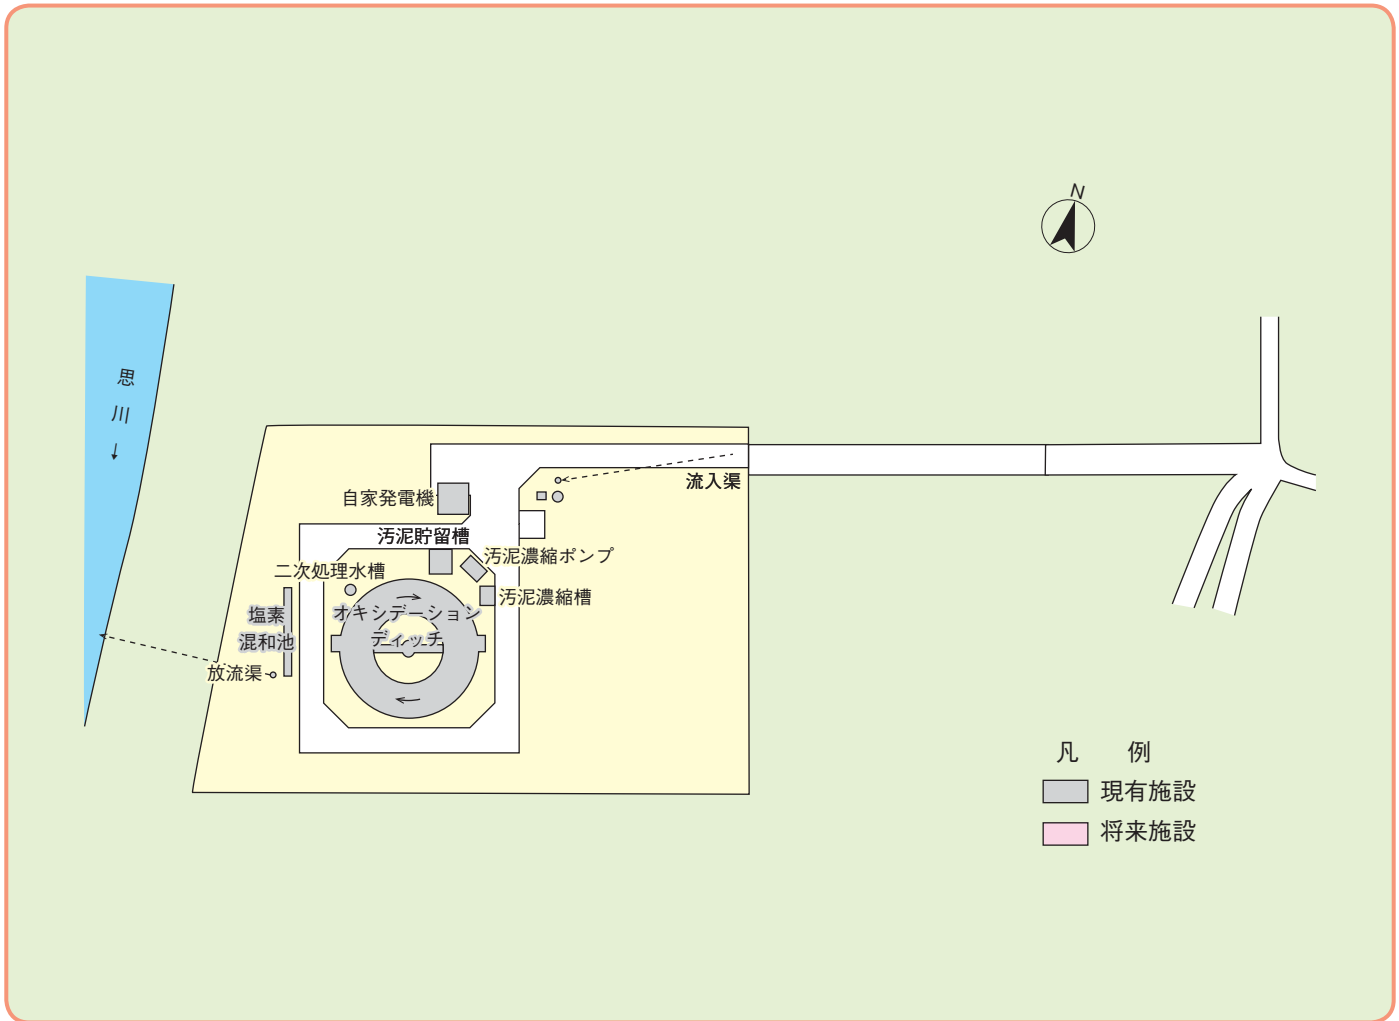 N
思川
流入渠
自家発電機
汚泥貯留槽
汚泥濃縮ポンプ
二次処理水槽
汚泥濃縮槽
オキシデーション
ディッチ
塩素
混和池
放流渠
凡 例
現有施設
将来施設